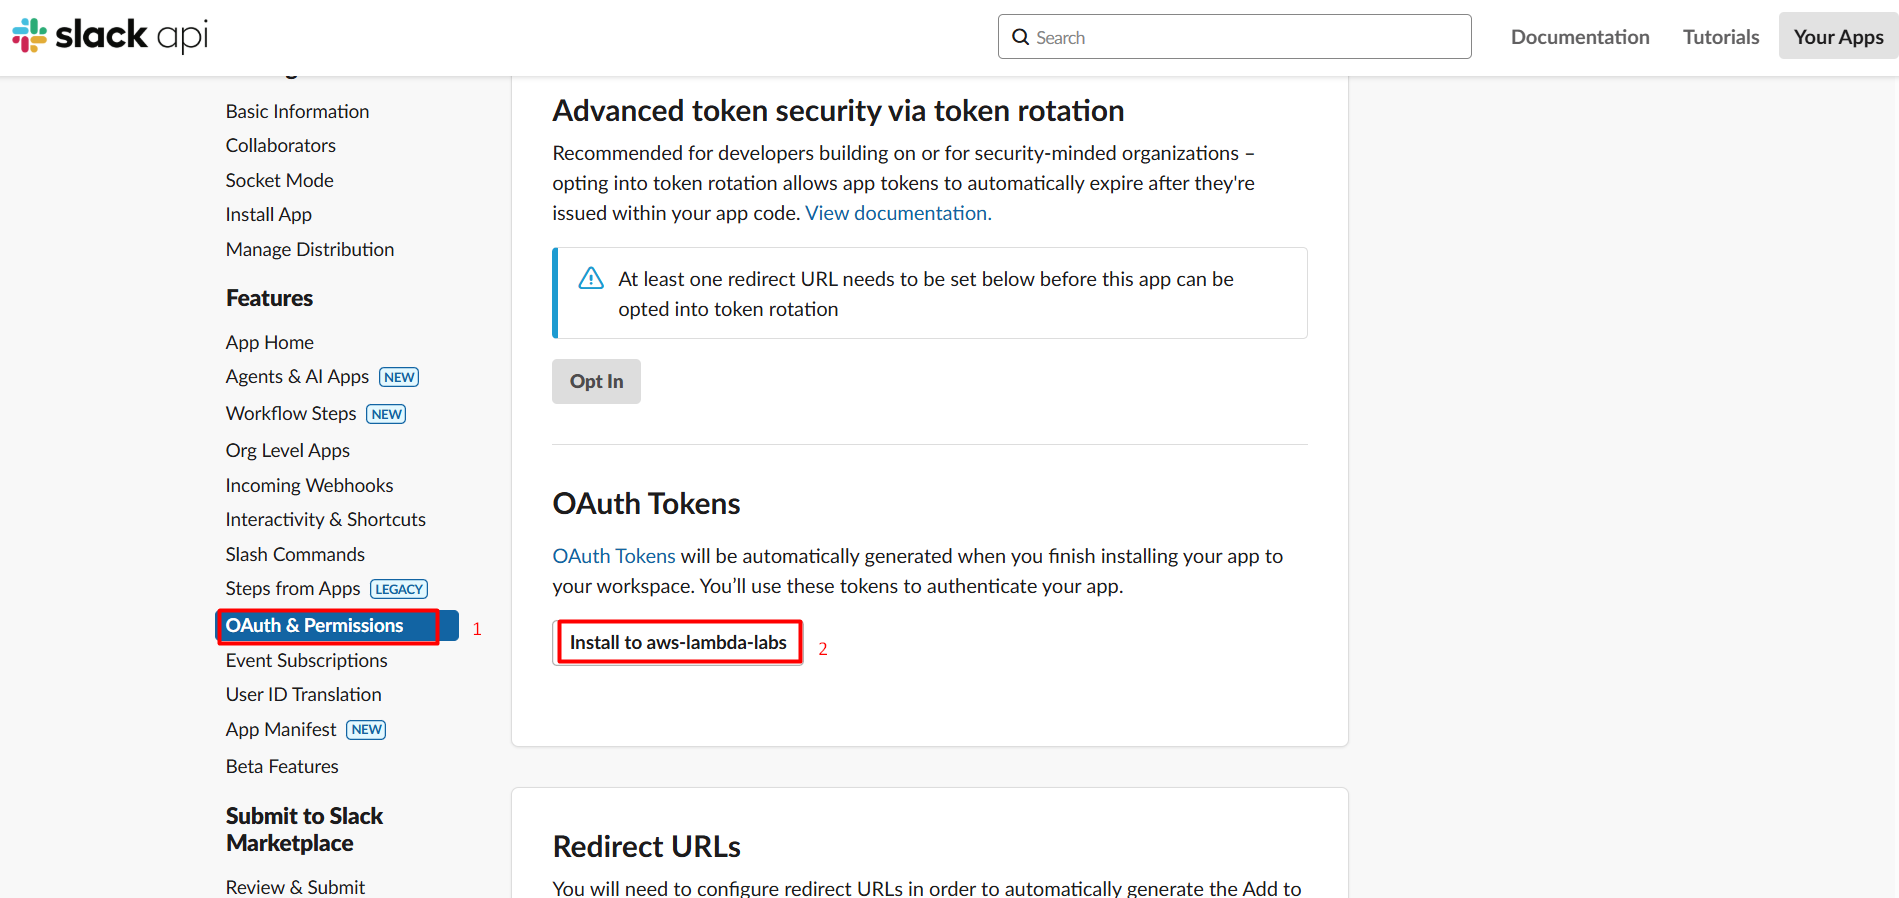 slack api
Search
Documentation
Tutorials
Your Apps
Basic Information
Collaborators
Socket Mode
Install App
Manage Distribution
Features
App Home
Agents & AI Apps NEW
Workflow Steps NEW
Org Level Apps
Incoming Webhooks
Interactivity & Shortcuts
Slash Commands
Steps from Apps LEGACY
OAuth & Permissions 1
Event Subscriptions
User ID Translation
App Manifest NEW
Beta Features
Submit to Slack
Marketplace
Review & Submit
Advanced token security via token rotation
Recommended for developers building on or for security-minded organizations –
opting into token rotation allows app tokens to automatically expire after they're
issued within your app code. View documentation.
At least one redirect URL needs to be set below before this app can be
opted into token rotation
Opt In
OAuth Tokens
OAuth Tokens will be automatically generated when you finish installing your app to
your workspace. You’ll use these tokens to authenticate your app.
Install to aws-lambda-labs 2
Redirect URLs
You will need to configure redirect URLs in order to automatically generate the Add to